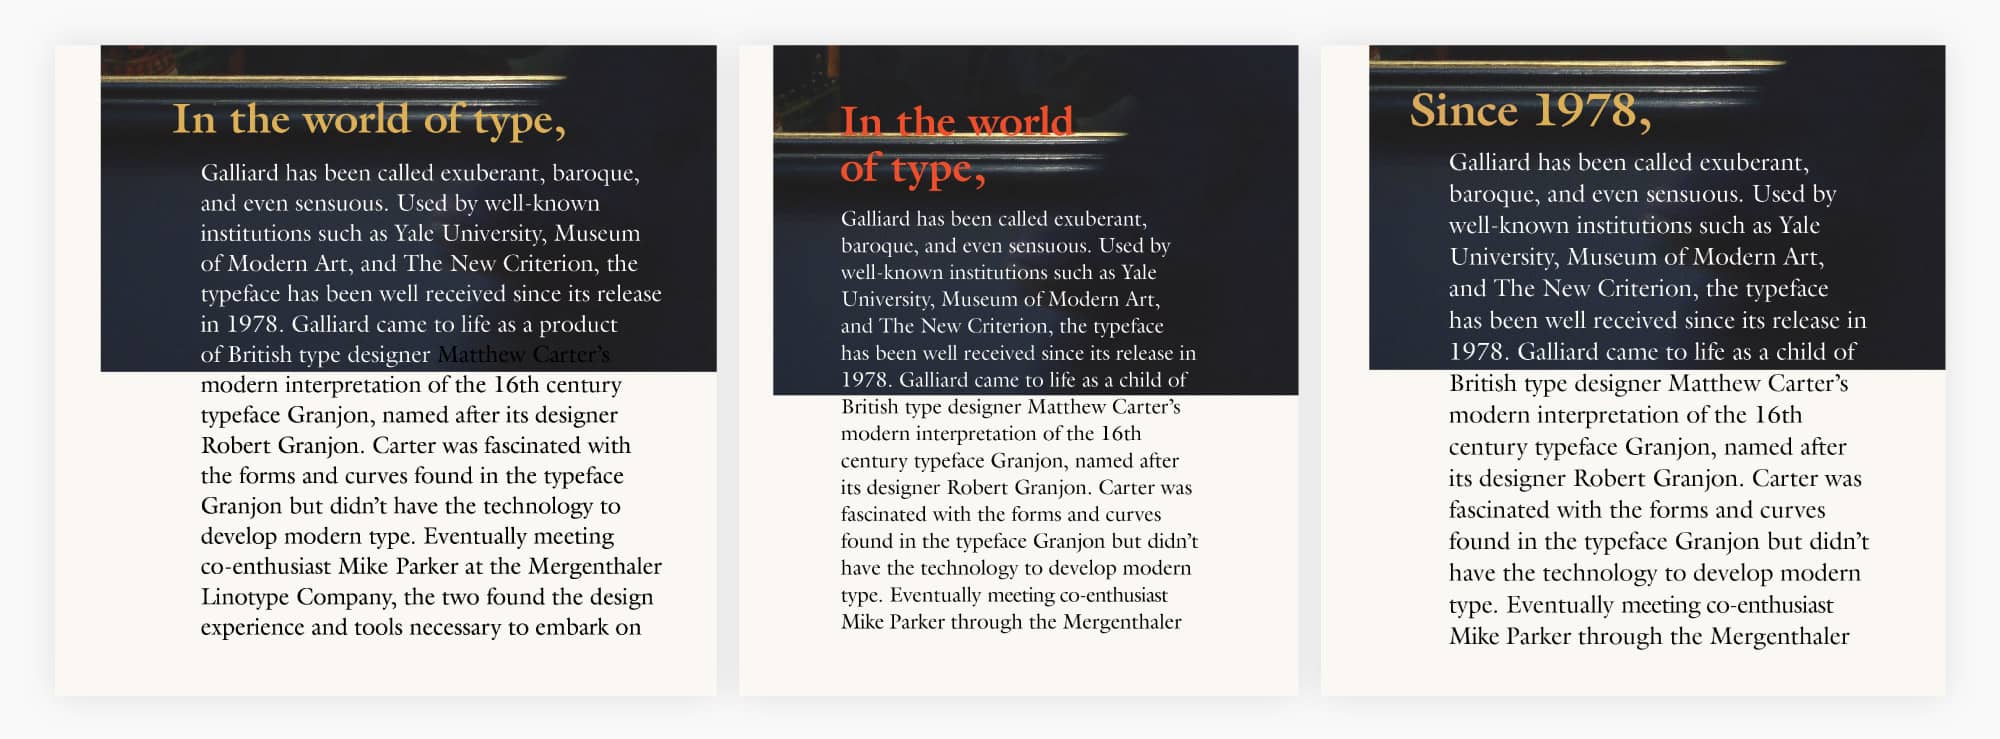 In the world of type,
Galliard has been called exuberant, baroque,
and even sensuous. Used by well-known
institutions such as Yale University, Museum
of Modern Art, and The New Criterion, the
typeface has been well received since its release
in 1978. Galliard came to life as a product
of British type designer Matthew Carter’s
modern interpretation of the 16th century
typeface Granjon, named after its designer
Robert Granjon. Carter was fascinated with
the forms and curves found in the typeface
Granjon but didn’t have the technology to
develop modern type. Eventually meeting
co-enthusiast Mike Parker at the Mergenthaler
Linotype Company, the two found the design
experience and tools necessary to embark on
In the world
of type,
Galliard has been called exuberant,
baroque, and even sensuous. Used by
well-known institutions such as Yale
University, Museum of Modern Art,
and The New Criterion, the typeface
has been well received since its release in
1978. Galliard came to life as a child of
British type designer Matthew Carter’s
modern interpretation of the 16th
century typeface Granjon, named after
its designer Robert Granjon. Carter was
fascinated with the forms and curves
found in the typeface Granjon but didn’t
have the technology to develop modern
type. Eventually meeting co-enthusiast
Mike Parker through the Mergenthaler
Since 1978,
Galliard has been called exuberant,
baroque, and even sensuous. Used by
well-known institutions such as Yale
University, Museum of Modern Art,
and The New Criterion, the typeface
has been well received since its release in
1978. Galliard came to life as a child of
British type designer Matthew Carter’s
modern interpretation of the 16th
century typeface Granjon, named after
its designer Robert Granjon. Carter was
fascinated with the forms and curves
found in the typeface Granjon but didn’t
have the technology to develop modern
type. Eventually meeting co-enthusiast
Mike Parker through the Mergenthaler